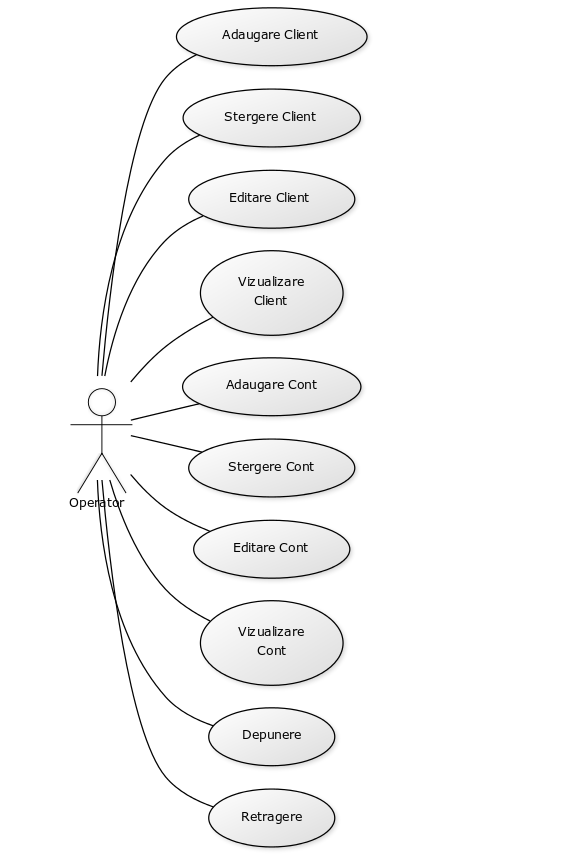 Adaugare Client
Stergere Client
Editare Client
Vizualizare
Client
Adaugare Cont
Stergere Cont
Operator
Editare Cont
Vizualizare
Cont
Depunere
Retragere